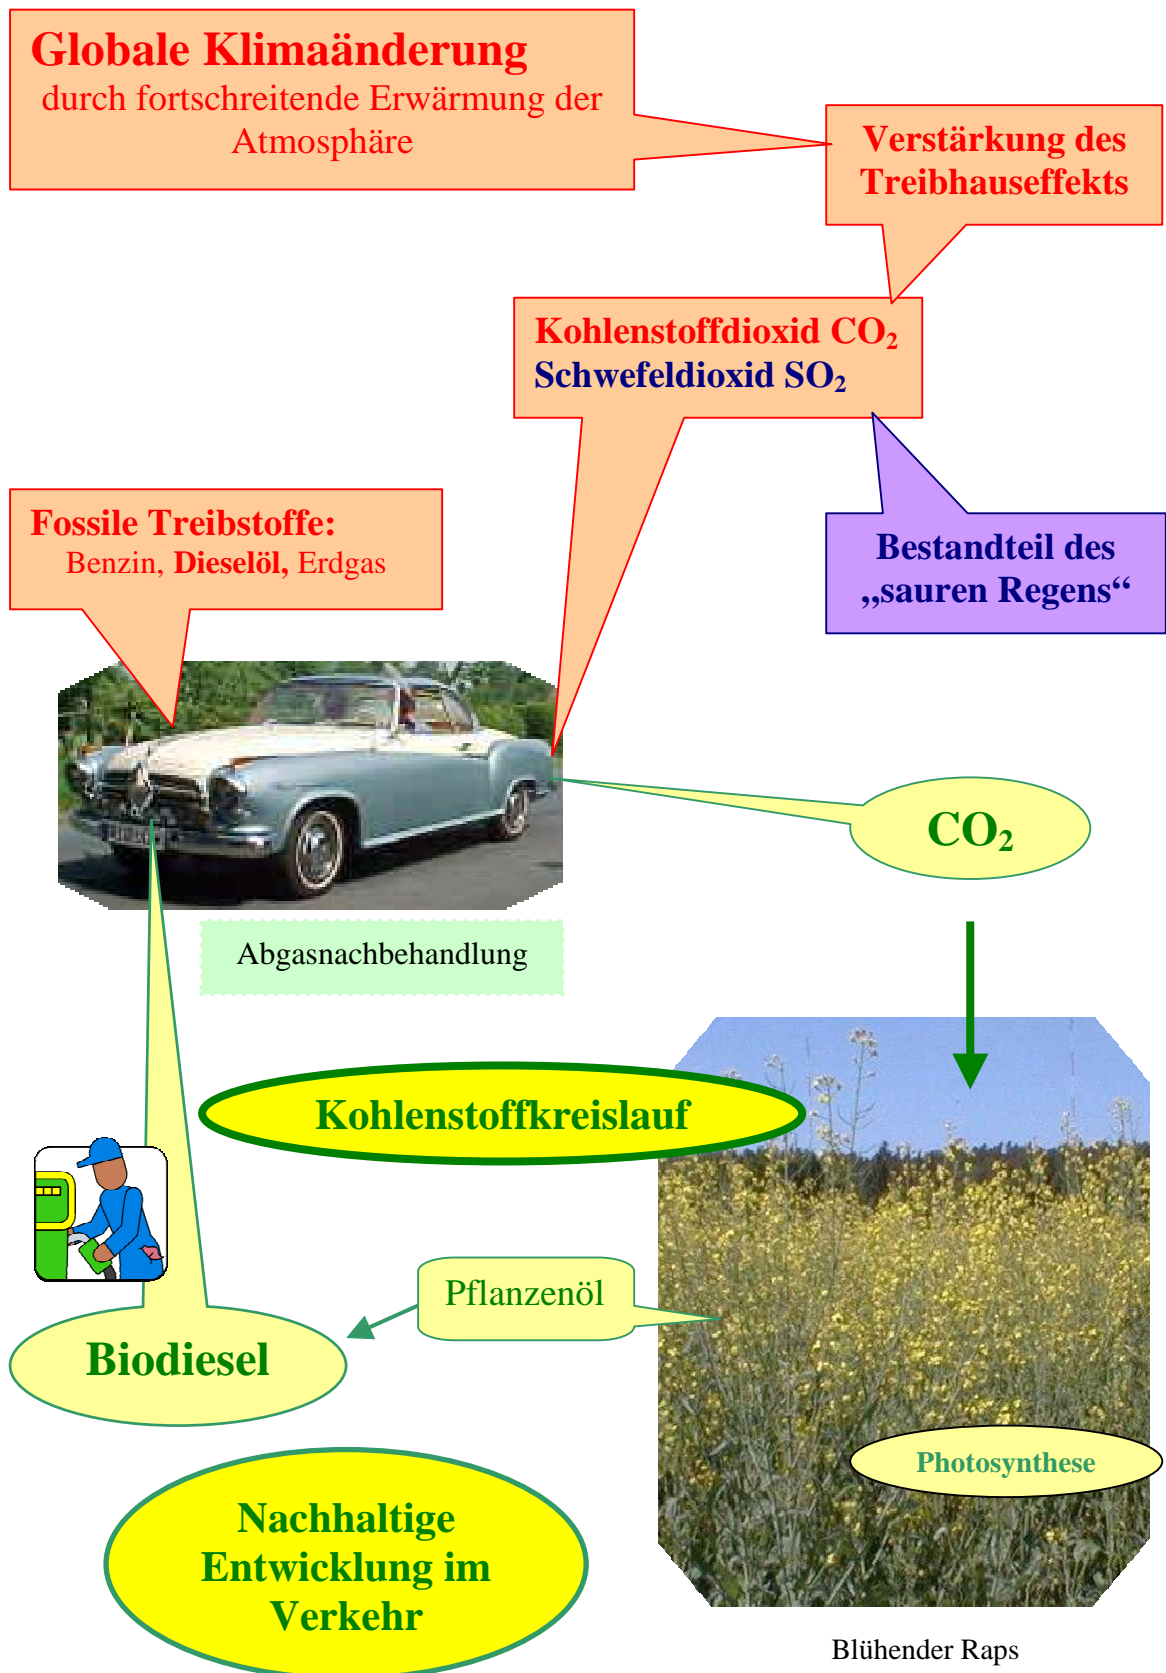 Globale Klimaänderung
durch fortschreitende Erwärmung der
Atmosphäre
Verstärkung des
Treibhauseffekts
Kohlenstoffdioxid CO₂
Schwefeldioxid SO₂
Fossile Treibstoffe:
Benzin, Dieselöl, Erdgas
Bestandteil des
„sauren Regens“
CO₂
Abgasnachbehandlung
Kohlenstoffkreislauf
Pflanzenöl
Biodiesel
Photosynthese
Nachhaltige
Entwicklung im
Verkehr
Blühender Raps